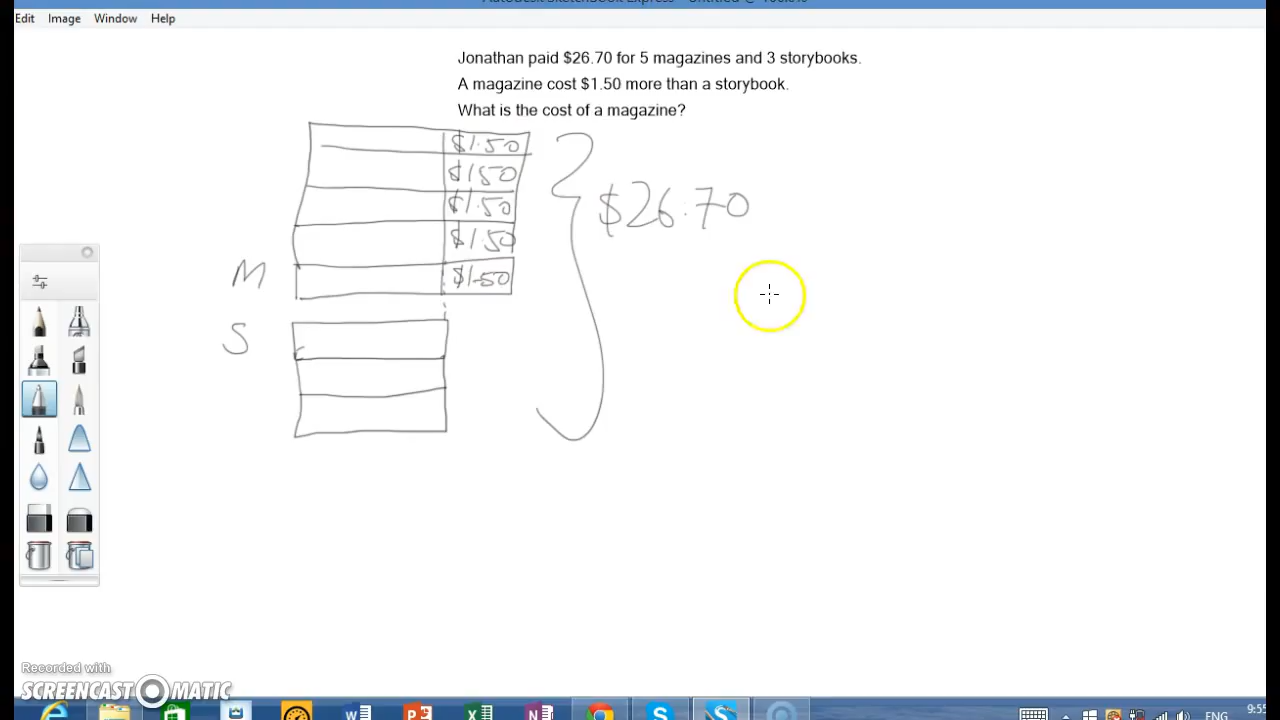 Edit Image Window Help
Jonathan paid $26.70 for 5 magazines and 3 storybooks.
A magazine cost $1.50 more than a storybook.
What is the cost of a magazine?
$1.50
$1.50
$1.50
$26.70
$1.50
M
$1.50
S
Recorded with
SCREENCAST MATIC
ENG
9:55